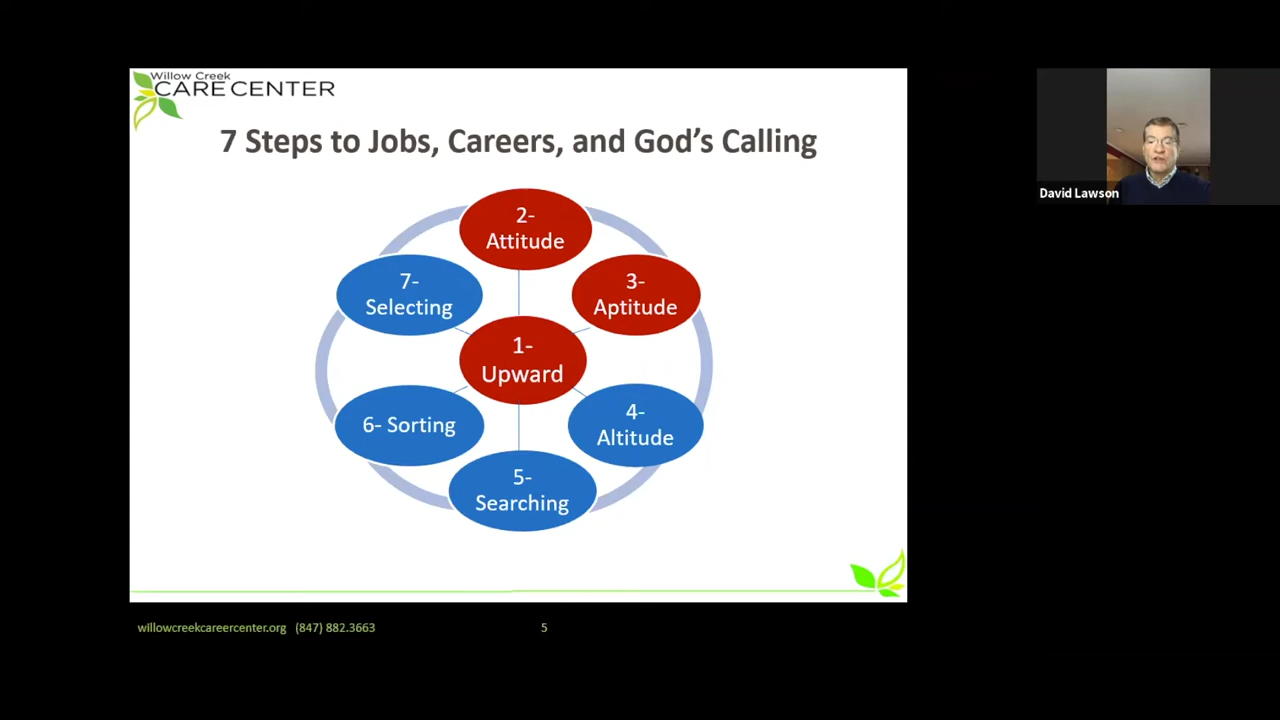 Willow Creek
CARE CENTER
7 Steps to Jobs, Careers, and God's Calling
2-
Attitude
7-
Selecting
3-
Aptitude
1-
Upward
6- Sorting
4-
Altitude
5-
Searching
willowcreekcareercenter.org (847) 882.3663
5
David Lawson